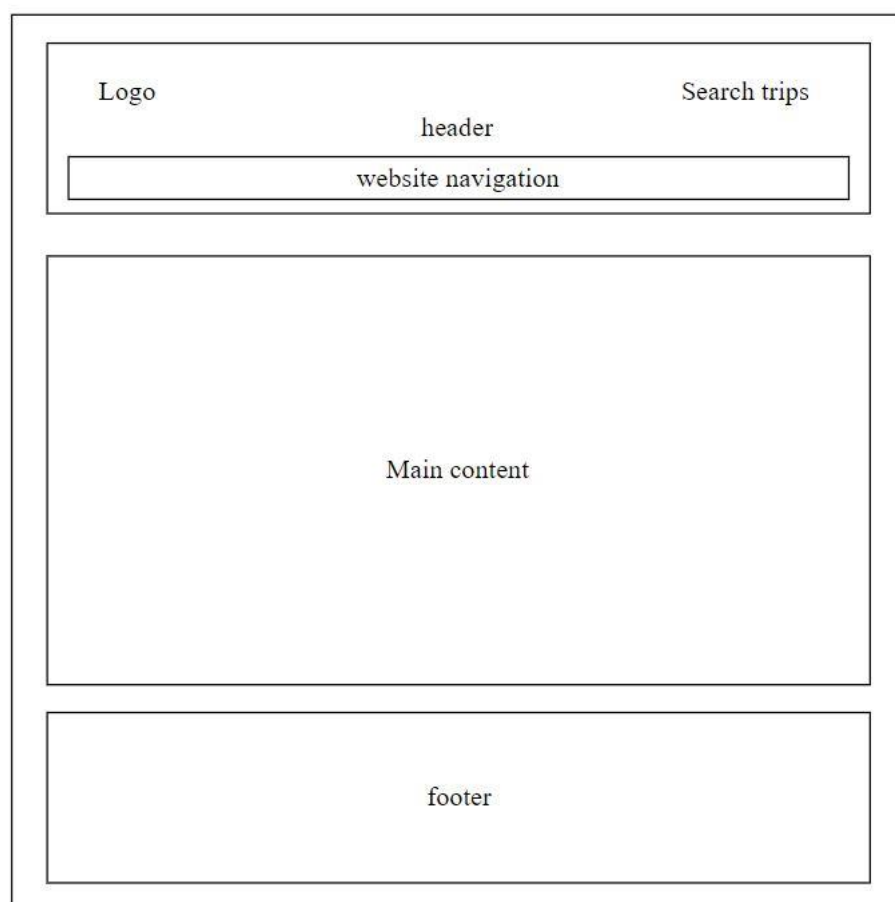 Logo Search trips
header
website navigation
Main content
footer